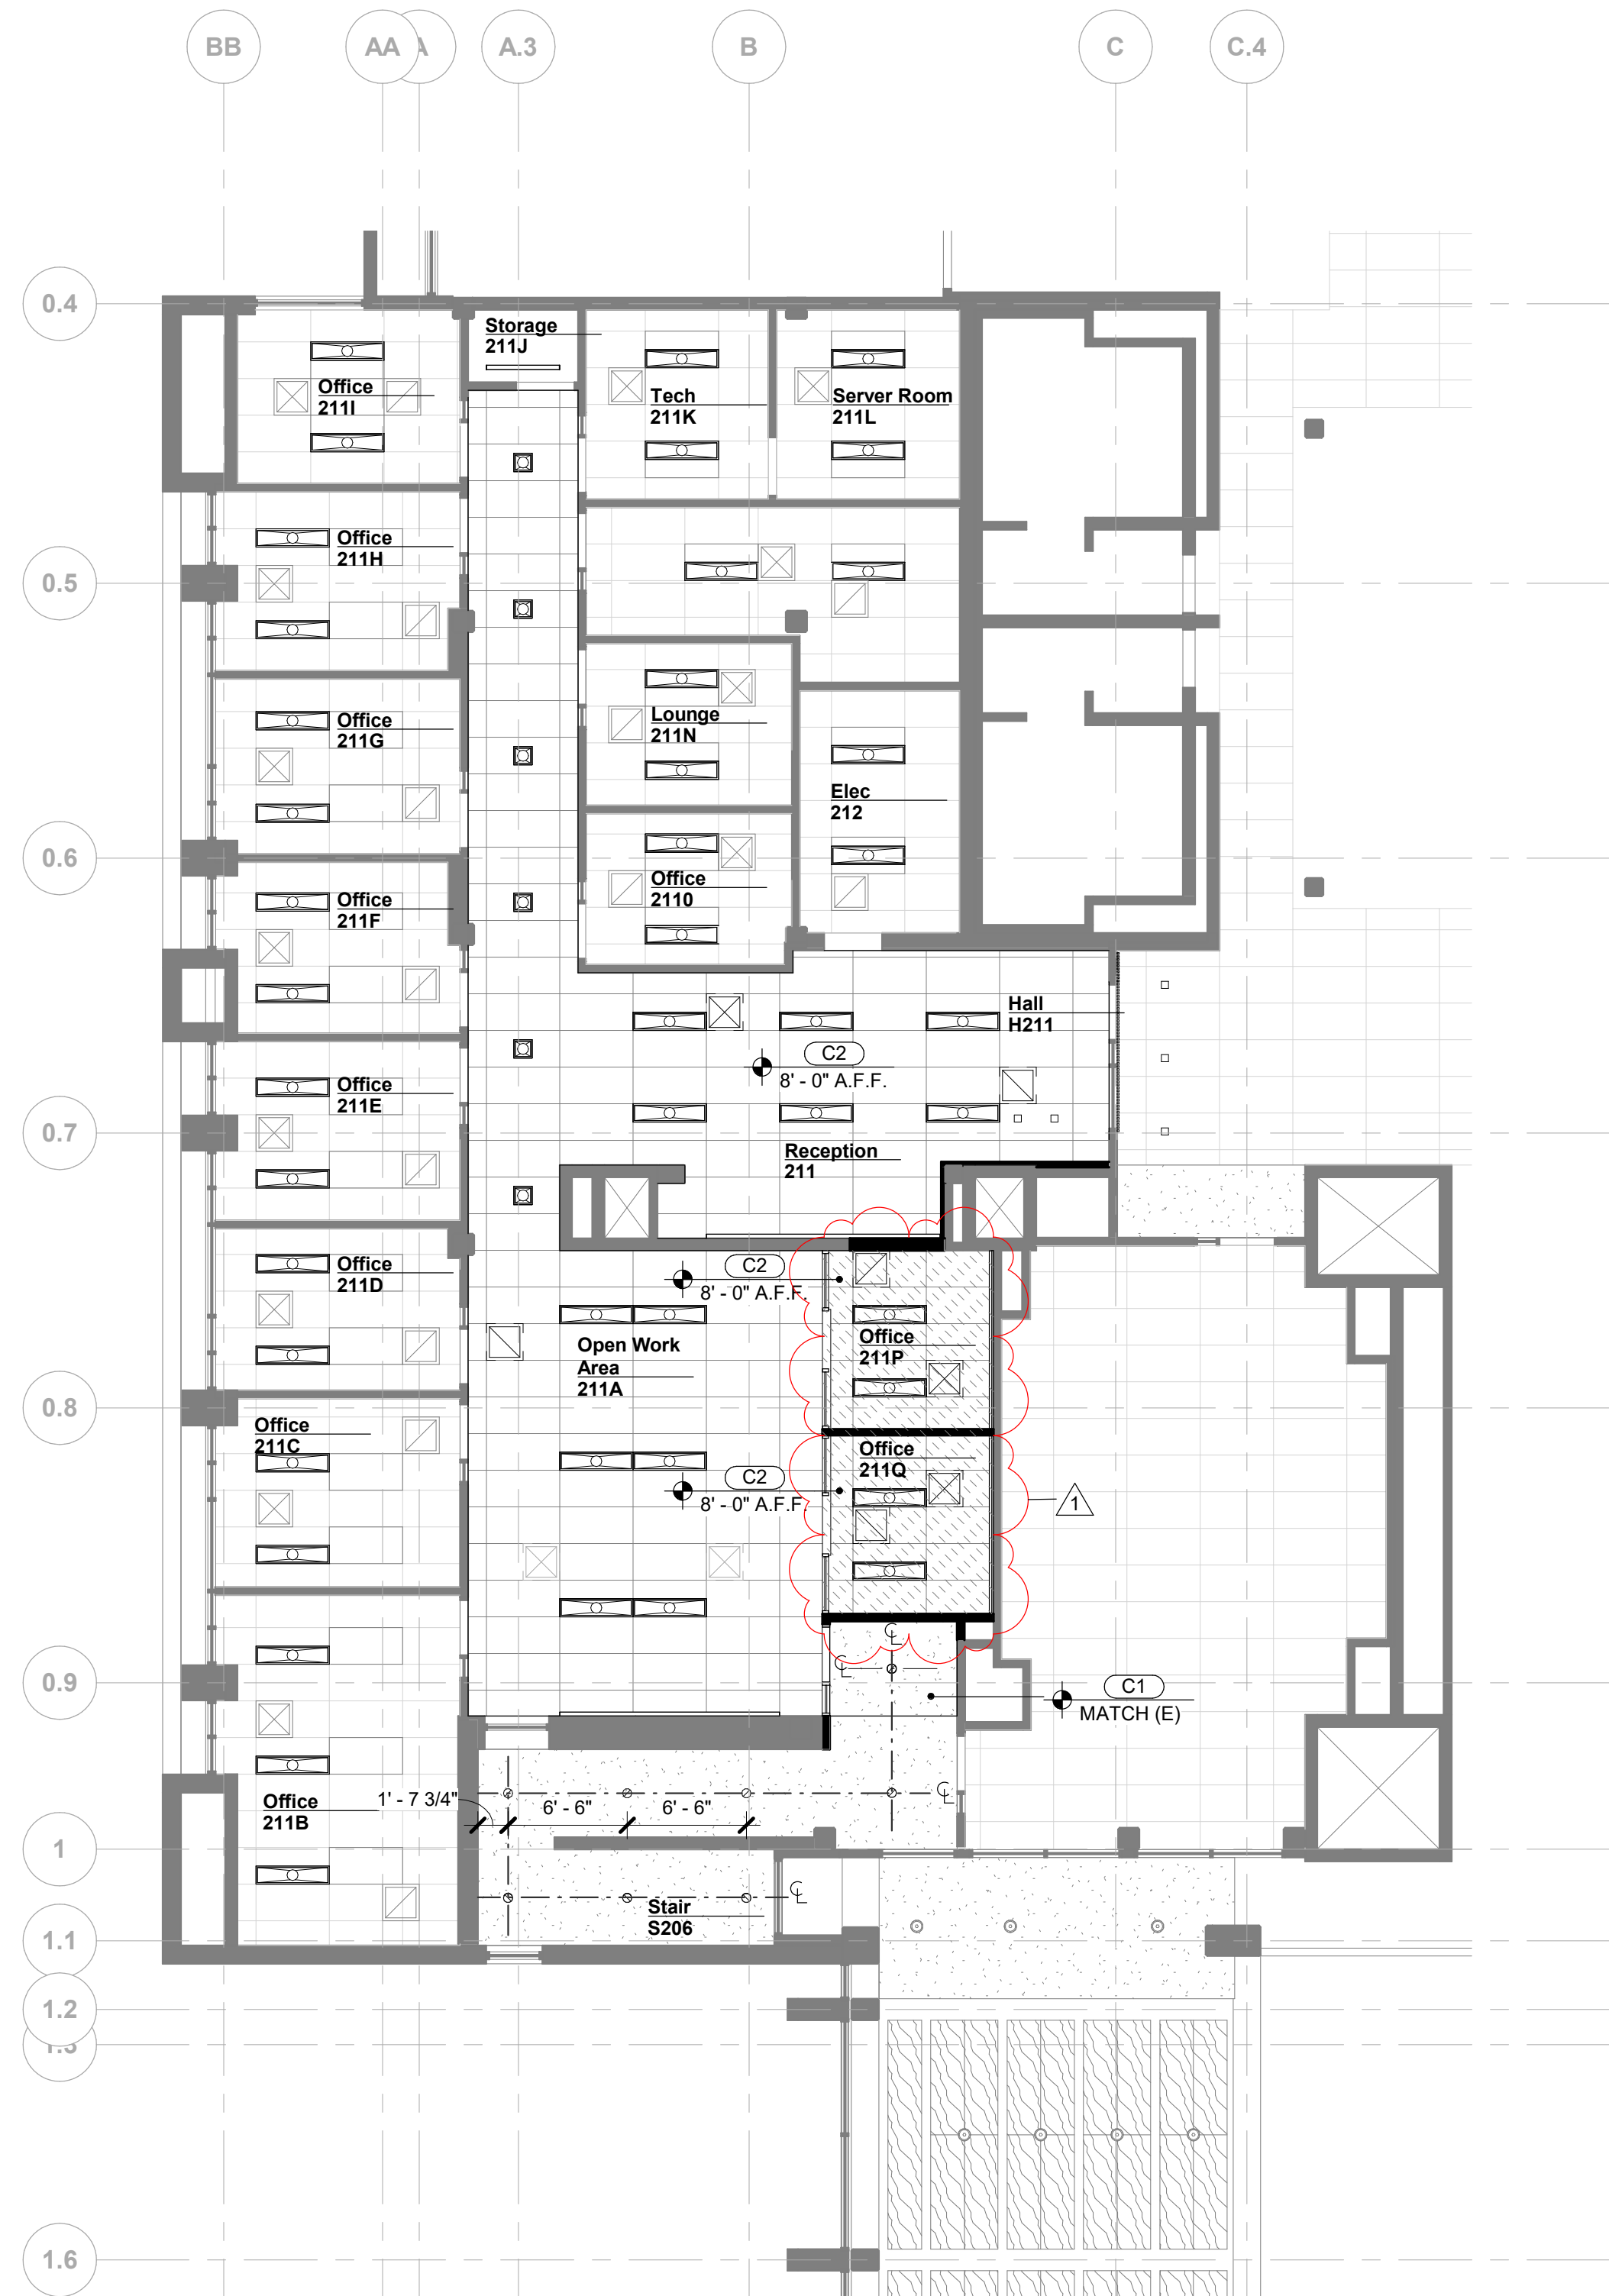 BB
AA
A
A.3
B
C
C.4
0.4
0.5
0.6
0.7
0.8
0.9
1
1.1
1.2
1.6
Storage
211J
Office
211I
Tech
211K
Server Room
211L
Office
211H
Office
211G
Lounge
211N
Elec
212
Office
2110
Office
211F
Hall
H211
C2
8' - 0" A.F.F.
Office
211E
Reception
211
Office
211D
C2
8' - 0" A.F.F.
Open Work
Area
211A
Office
211P
Office
211C
Office
211Q
C2
8' - 0" A.F.F.
1
C1
MATCH (E)
Office
211B
1' - 7 3/4"
6' - 6"
6' - 6"
Stair
S206